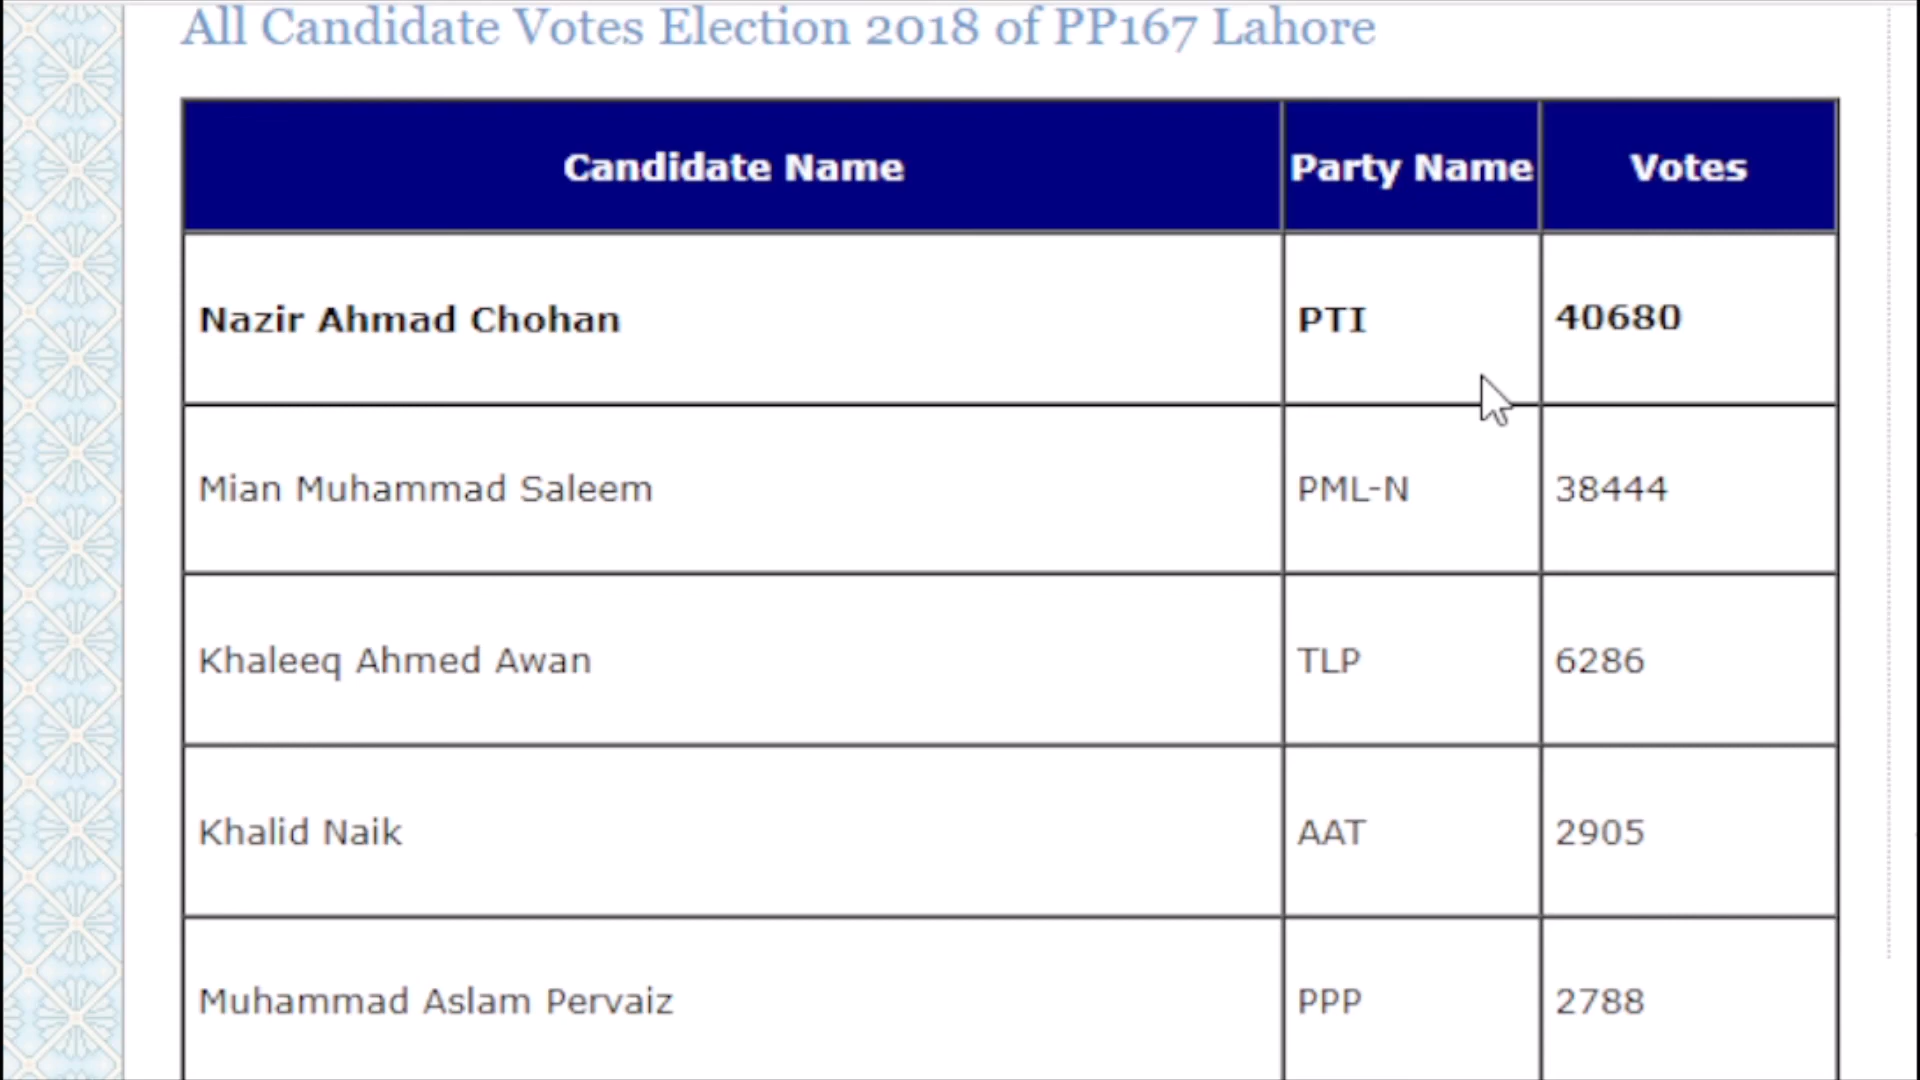 All Candidate Votes Election 2018 of PP167 Lahore
Candidate Name Party Name Votes
Nazir Ahmad Chohan PTI 40680
Mian Muhammad Saleem PML-N 38444
Khaleeq Ahmed Awan TLP 6286
Khalid Naik AAT 2905
Muhammad Aslam Pervaiz PPP 2788